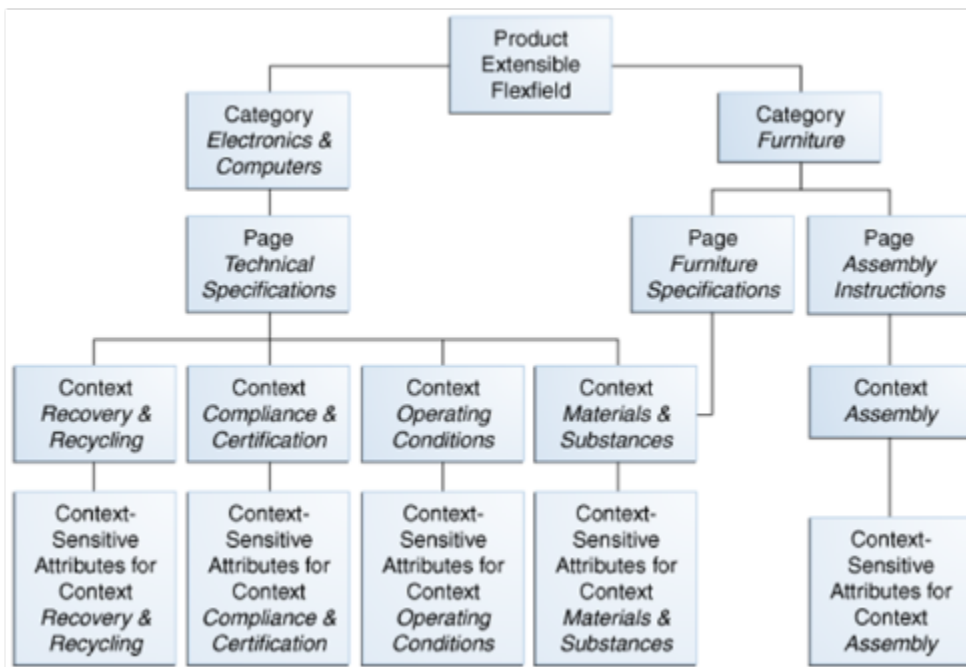 Product
Extensible
Flexfield
Category
Electronics &
Computers
Category
Furniture
Page
Technical
Specifications
Page
Furniture
Specifications
Page
Assembly
Instructions
Context
Recovery &
Recycling
Context
Compliance &
Certification
Context
Operating
Conditions
Context
Materials &
Substances
Context
Assembly
Context-
Sensitive
Attributes for
Context
Recovery &
Recycling
Context-
Sensitive
Attributes for
Context
Compliance &
Certification
Context-
Sensitive
Attributes for
Context
Operating
Conditions
Context-
Sensitive
Attributes for
Context
Materials &
Substances
Context-
Sensitive
Attributes for
Context
Assembly